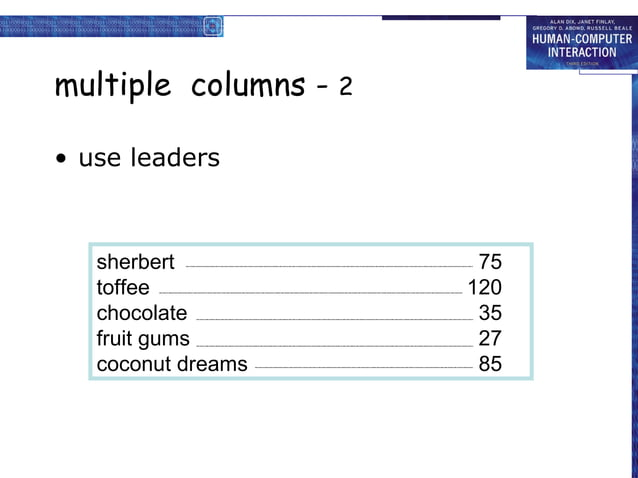 ALAN DIX, JANET FINLAY,
GREGORY D. ABOWD, RUSSELL BEALE
HUMAN-COMPUTER
INTERACTION
THIRD EDITION
multiple columns - 2
• use leaders
sherbert 75
toffee 120
chocolate 35
fruit gums 27
coconut dreams 85